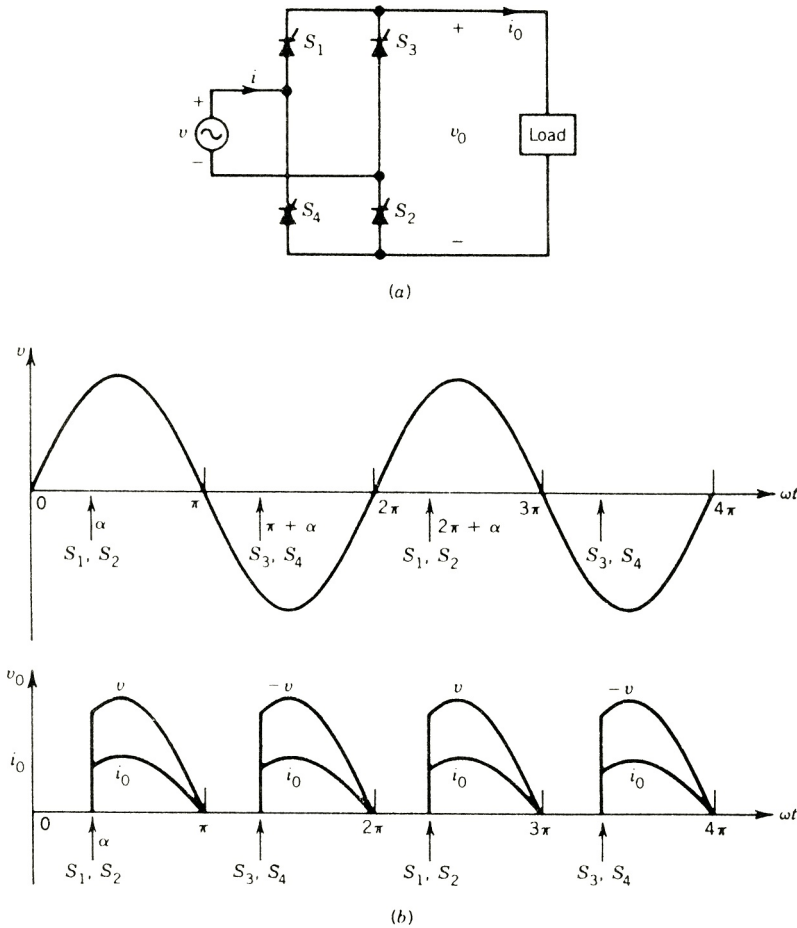 S1 S3 + i0
i
+
v v0 Load
−
S4 S2
−
(a)
v
0 π 2π 3π 4π ωt
α π + α 2π + α
S1, S2 S3, S4 S1, S2 S3, S4
v0 v −v v −v
i0 i0 i0 i0 i0
0 π 2π 3π 4π ωt
α
S1, S2 S3, S4 S1, S2 S3, S4
(b)